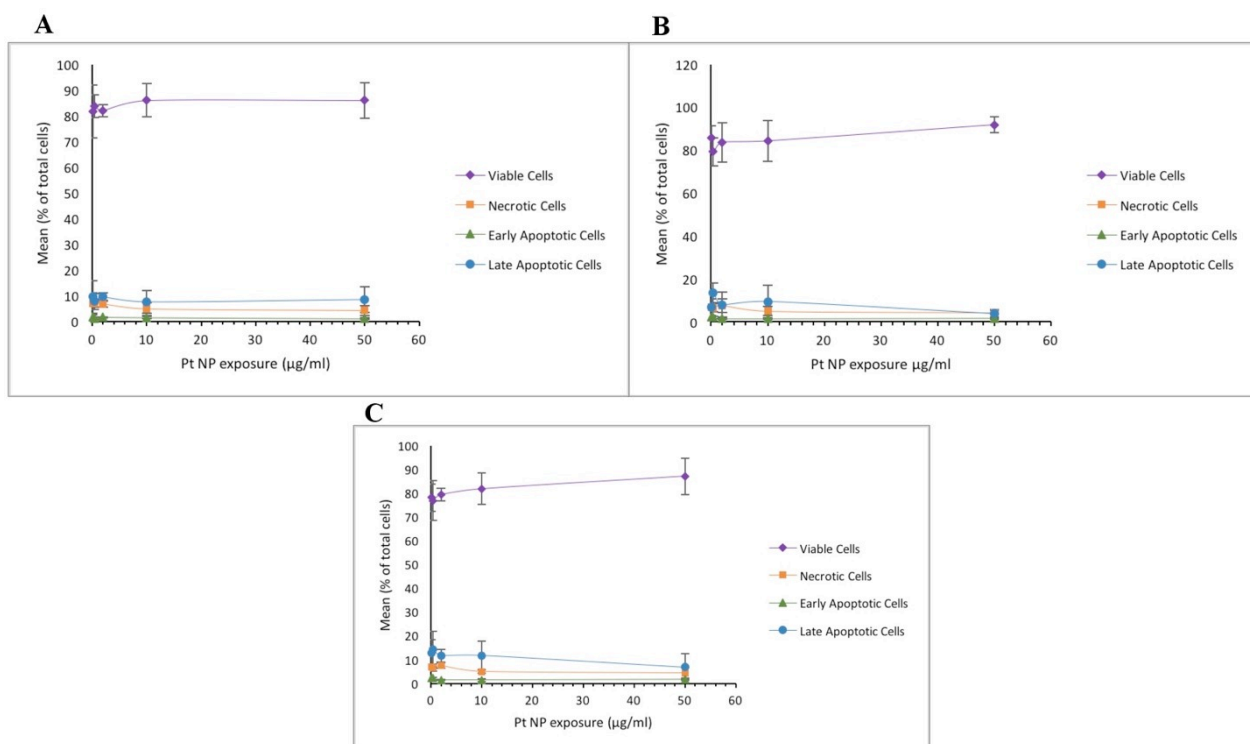 A
100
90
80
70
60
50
40
30
20
10
0
Mean (% of total cells)
0 10 20 30 40 50 60
Pt NP exposure (µg/ml)
Viable Cells
Necrotic Cells
Early Apoptotic Cells
Late Apoptotic Cells
B
120
100
80
60
40
20
0
Mean (% of total cells)
0 10 20 30 40 50 60
Pt NP exposure µg/ml
Viable Cells
Necrotic Cells
Early Apoptotic Cells
Late Apoptotic Cells
C
100
90
80
70
60
50
40
30
20
10
0
Mean (% of total cells)
0 10 20 30 40 50 60
Pt NP exposure (µg/ml)
Viable Cells
Necrotic Cells
Early Apoptotic Cells
Late Apoptotic Cells